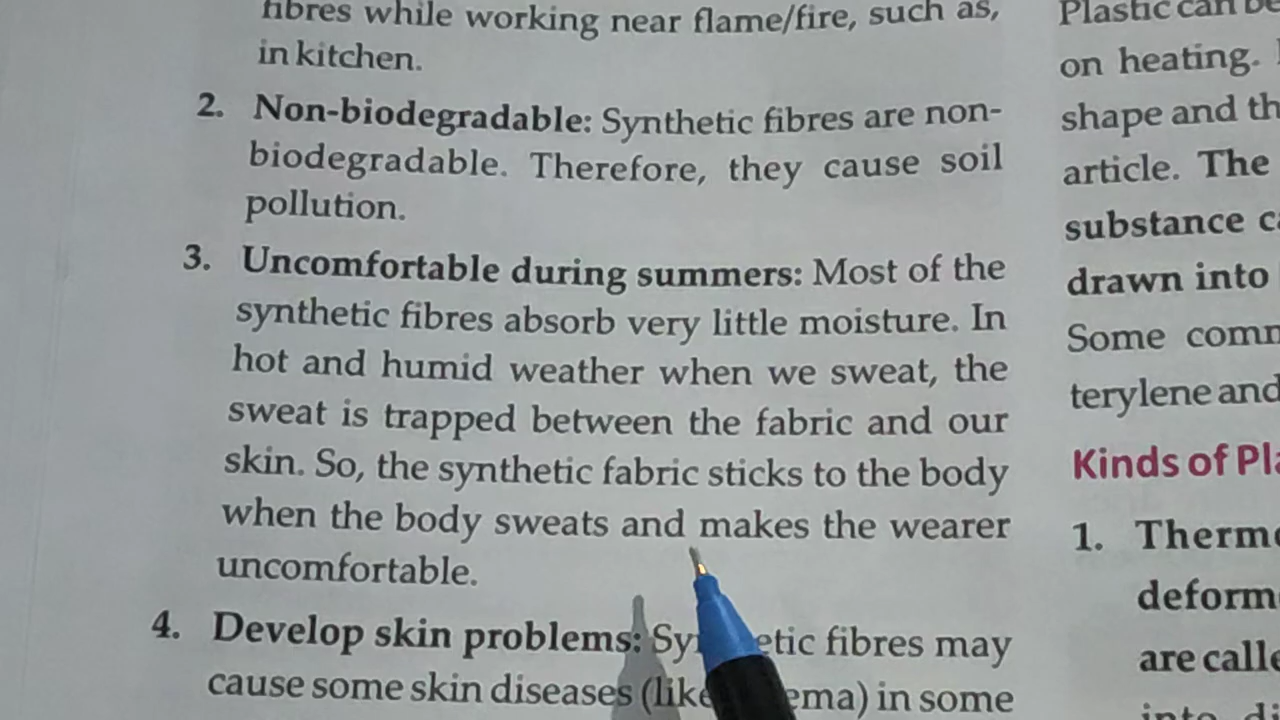 fibres while working near flame/fire, such as,
in kitchen.
2. Non-biodegradable: Synthetic fibres are non-
biodegradable. Therefore, they cause soil
pollution.
3. Uncomfortable during summers: Most of the
synthetic fibres absorb very little moisture. In
hot and humid weather when we sweat, the
sweat is trapped between the fabric and our
skin. So, the synthetic fabric sticks to the body
when the body sweats and makes the wearer
uncomfortable.
4. Develop skin problems: fibres may
cause some skin diseases in some
Plastic can
on heating.
shape and
article. The
substance
drawn into
Some
terylene and
Kinds of
1.
are